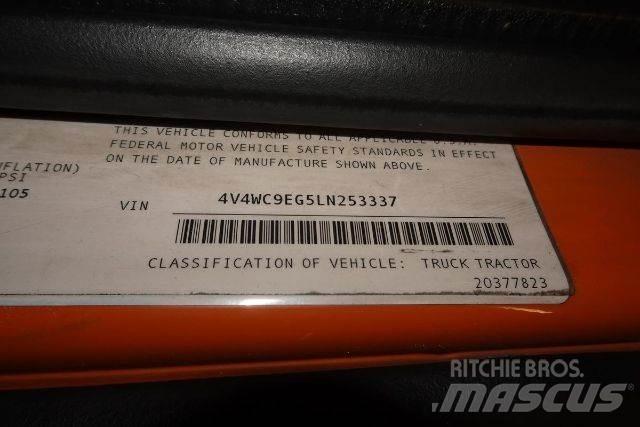 THIS VEHICLE CONFORMS TO ALL APPLICABLE U.S.A.
FEDERAL MOTOR VEHICLE SAFETY STANDARDS IN EFFECT
ON THE DATE OF MANUFACTURE SHOWN ABOVE.
NFLATION)
PSI
105
VIN 4V4WC9EG5LN253337
CLASSIFICATION OF VEHICLE: TRUCK TRACTOR
20377823
RITCHIE BROS.
MASCUS